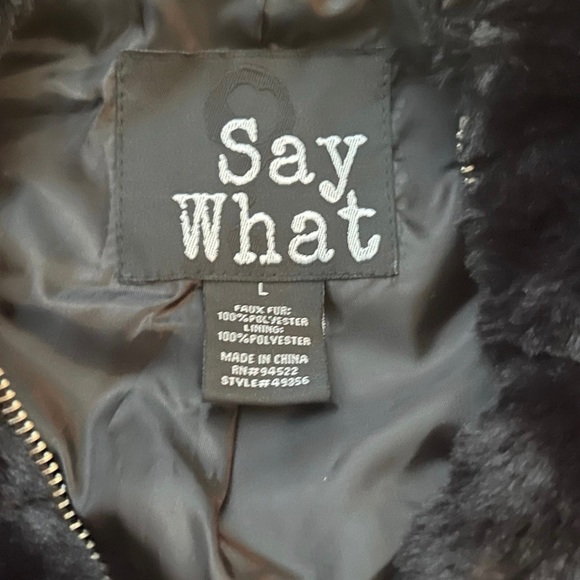 Say
What
L
FAUX FUR:
100%POLYESTER
LINING:
100%POLYESTER
MADE IN CHINA
RN#94522
STYLE#49356